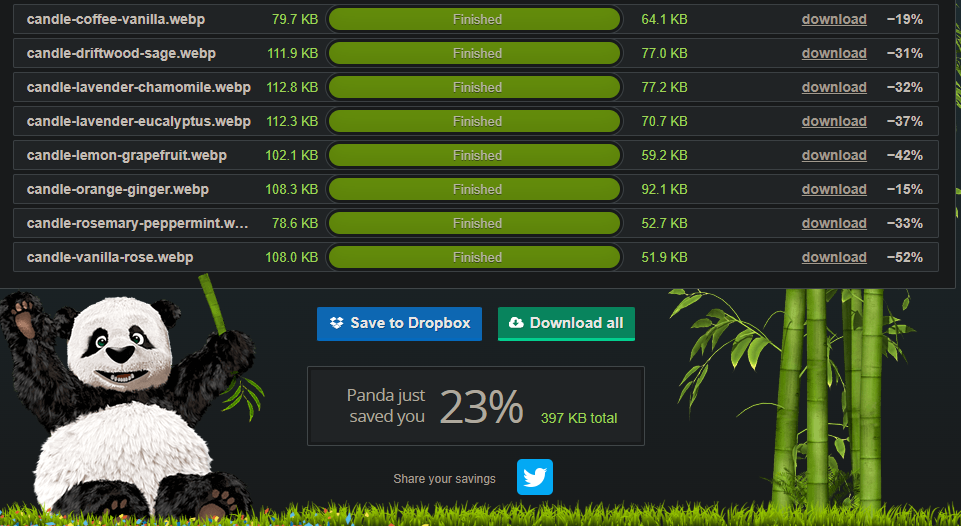 candle-coffee-vanilla.webp 79.7 KB Finished 64.1 KB download −19%
candle-driftwood-sage.webp 111.9 KB Finished 77.0 KB download −31%
candle-lavender-chamomile.webp 112.8 KB Finished 77.2 KB download −32%
candle-lavender-eucalyptus.webp 112.3 KB Finished 70.7 KB download −37%
candle-lemon-grapefruit.webp 102.1 KB Finished 59.2 KB download −42%
candle-orange-ginger.webp 108.3 KB Finished 92.1 KB download −15%
candle-rosemary-peppermint.w... 78.6 KB Finished 52.7 KB download −33%
candle-vanilla-rose.webp 108.0 KB Finished 51.9 KB download −52%
Save to Dropbox Download all
Panda just
saved you 23% 397 KB total
Share your savings